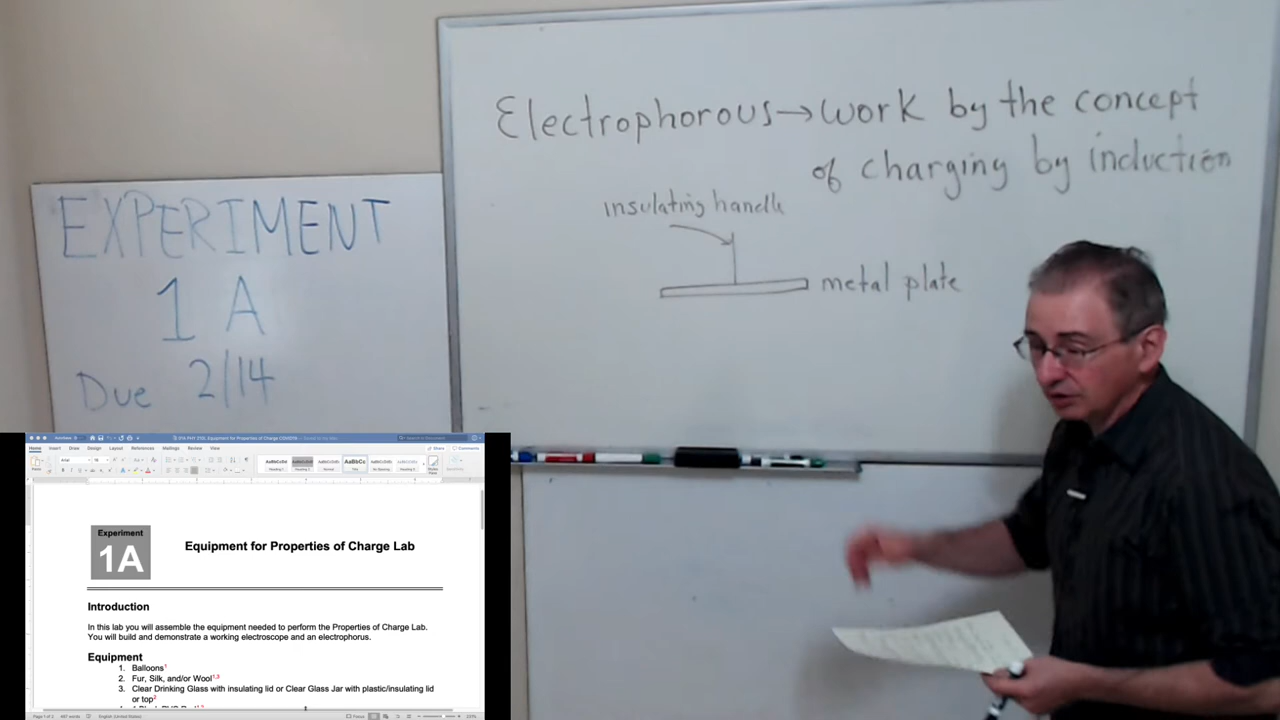 Electrophorous → work by the concept
of charging by induction
insulating handle
metal plate
EXPERIMENT
1 A
Due 2/14
Experiment
1A
Equipment for Properties of Charge Lab
Introduction
In this lab you will assemble the equipment needed to perform the Properties of Charge Lab.
You will build and demonstrate a working electroscope and an electrophorus.
Equipment
1. Balloons¹
2. Fur, Silk, and/or Wool¹,³
3. Clear Drinking Glass with insulating lid or Clear Glass Jar with plastic/insulating lid
or top²